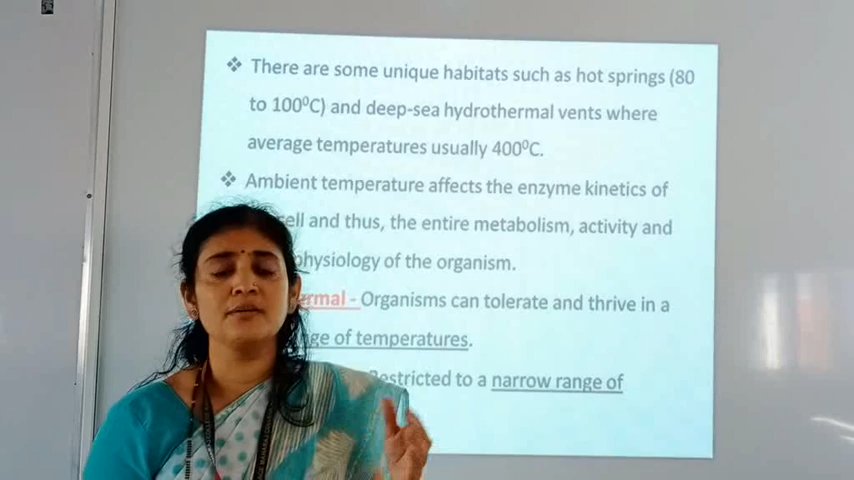 ❖ There are some unique habitats such as hot springs (80
to 100⁰C) and deep-sea hydrothermal vents where
average temperatures usually 400⁰C.
❖ Ambient temperature affects the enzyme kinetics of
cell and thus, the entire metabolism, activity and
physiology of the organism.
rmal - Organisms can tolerate and thrive in a
ge of temperatures.
Restricted to a narrow range of